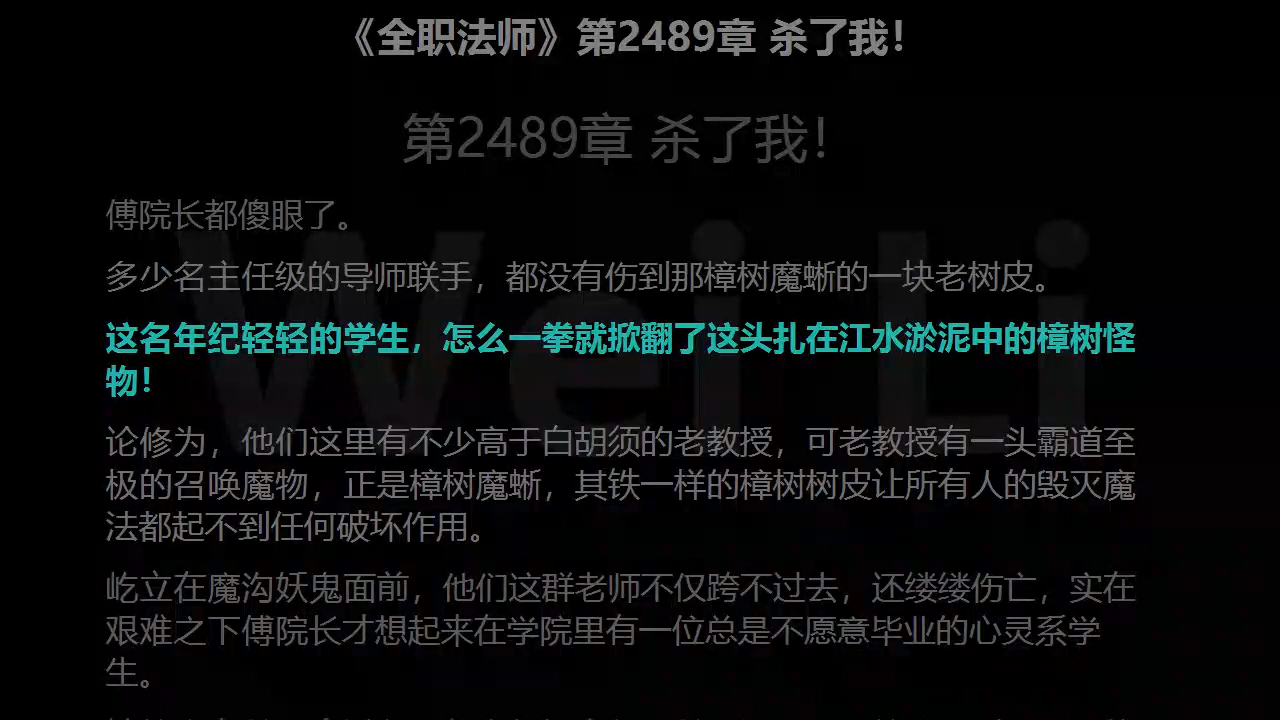 《全职法师》第2489章 杀了我！
第2489章 杀了我！
傅院长都傻眼了。
多少名主任级的导师联手，都没有伤到那樟树魔蜥的一块老树皮。
这名年纪轻轻的学生，怎么一拳就掀翻了这头扎在江水淤泥中的樟树怪
物！
论修为，他们这里有不少高于白胡须的老教授，可老教授有一头霸道至
极的召唤魔物，正是樟树魔蜥，其铁一样的樟树树皮让所有人的毁灭魔
法都起不到任何破坏作用。
屹立在魔沟妖鬼面前，他们这群老师不仅跨不过去，还缕缕伤亡，实在
艰难之下傅院长才想起来在学院里有一位总是不愿意毕业的心灵系学
生。
Wei Li